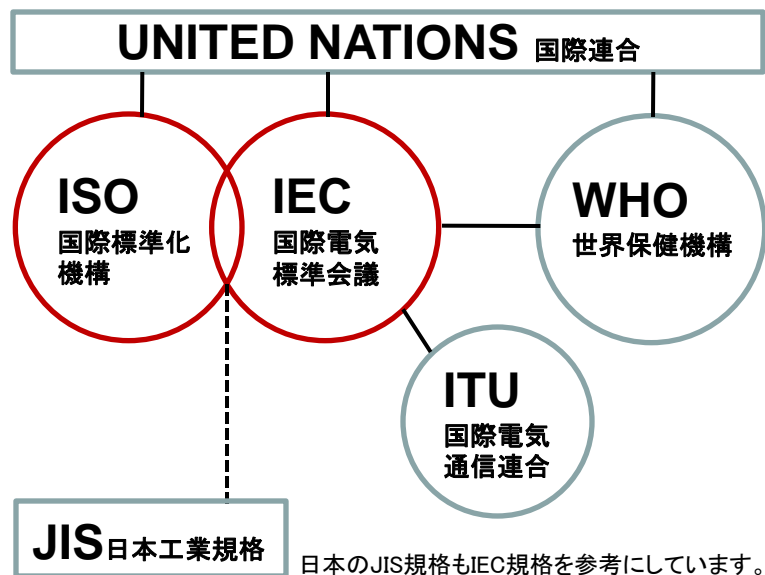 UNITED NATIONS 国際連合
ISO
国際標準化
機構
IEC
国際電気
標準会議
WHO
世界保健機構
ITU
国際電気
通信連合
JIS日本工業規格
日本のJIS規格もIEC規格を参考にしています。